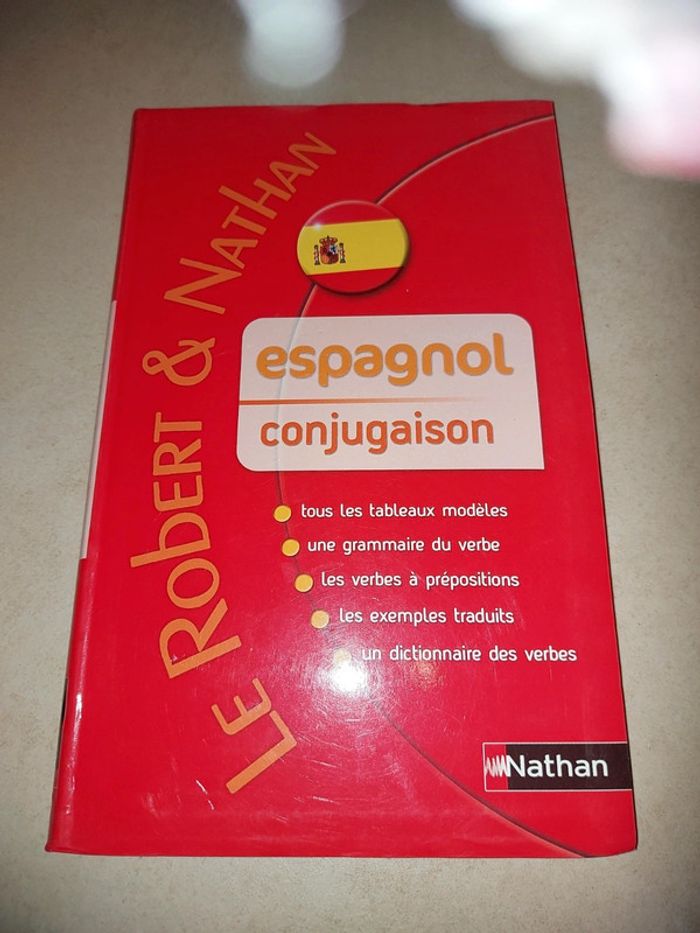 LE ROBERT & NATHAN
espagnol
conjugaison
tous les tableaux modèles
une grammaire du verbe
les verbes à prépositions
les exemples traduits
un dictionnaire des verbes
Nathan